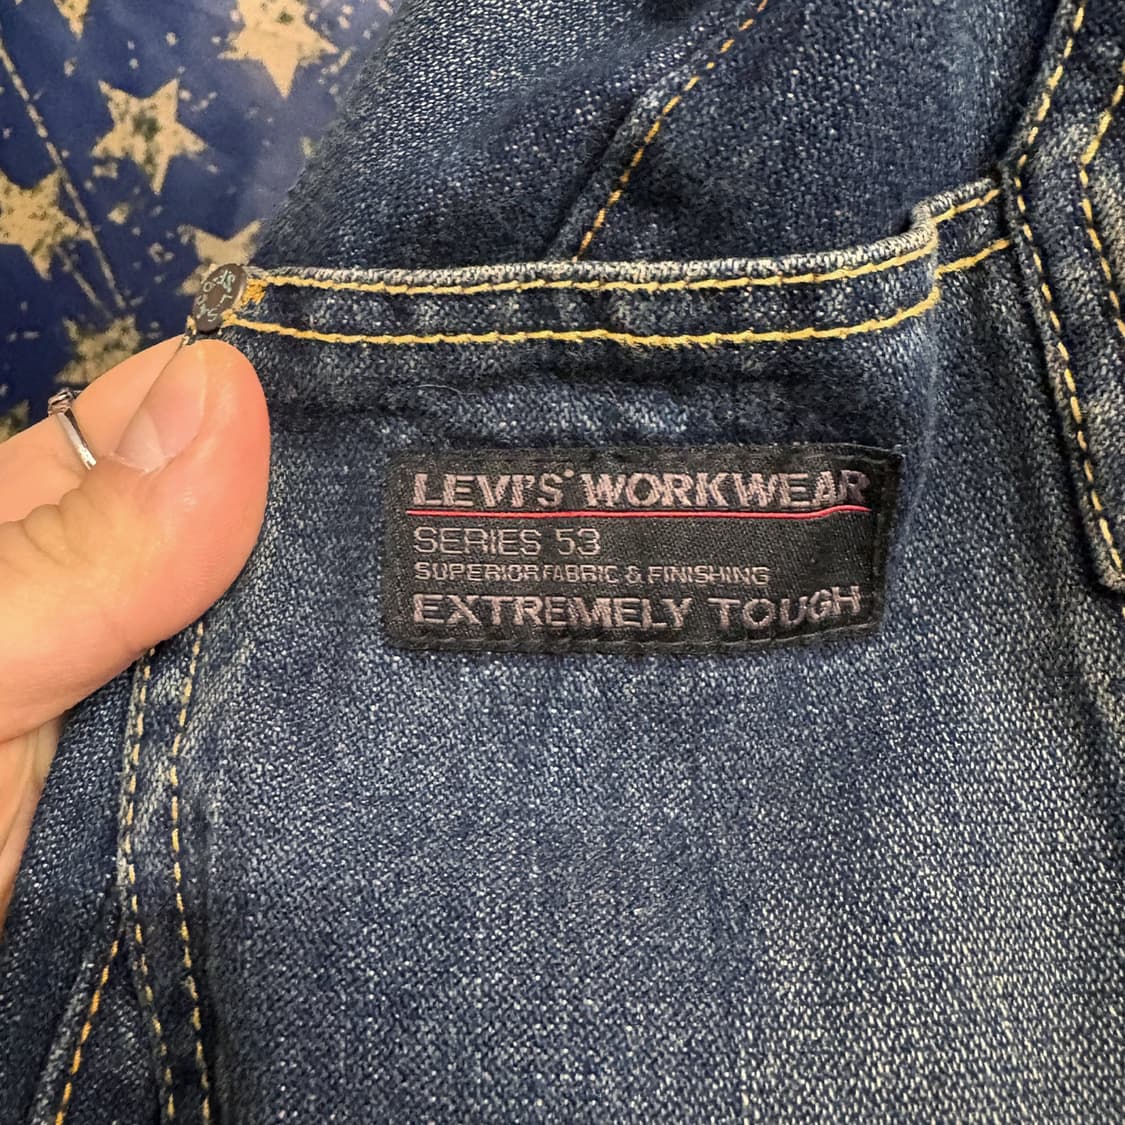 LEVI'S® WORKWEAR
SERIES 53
SUPERIOR FABRIC & FINISHING
EXTREMELY TOUGH